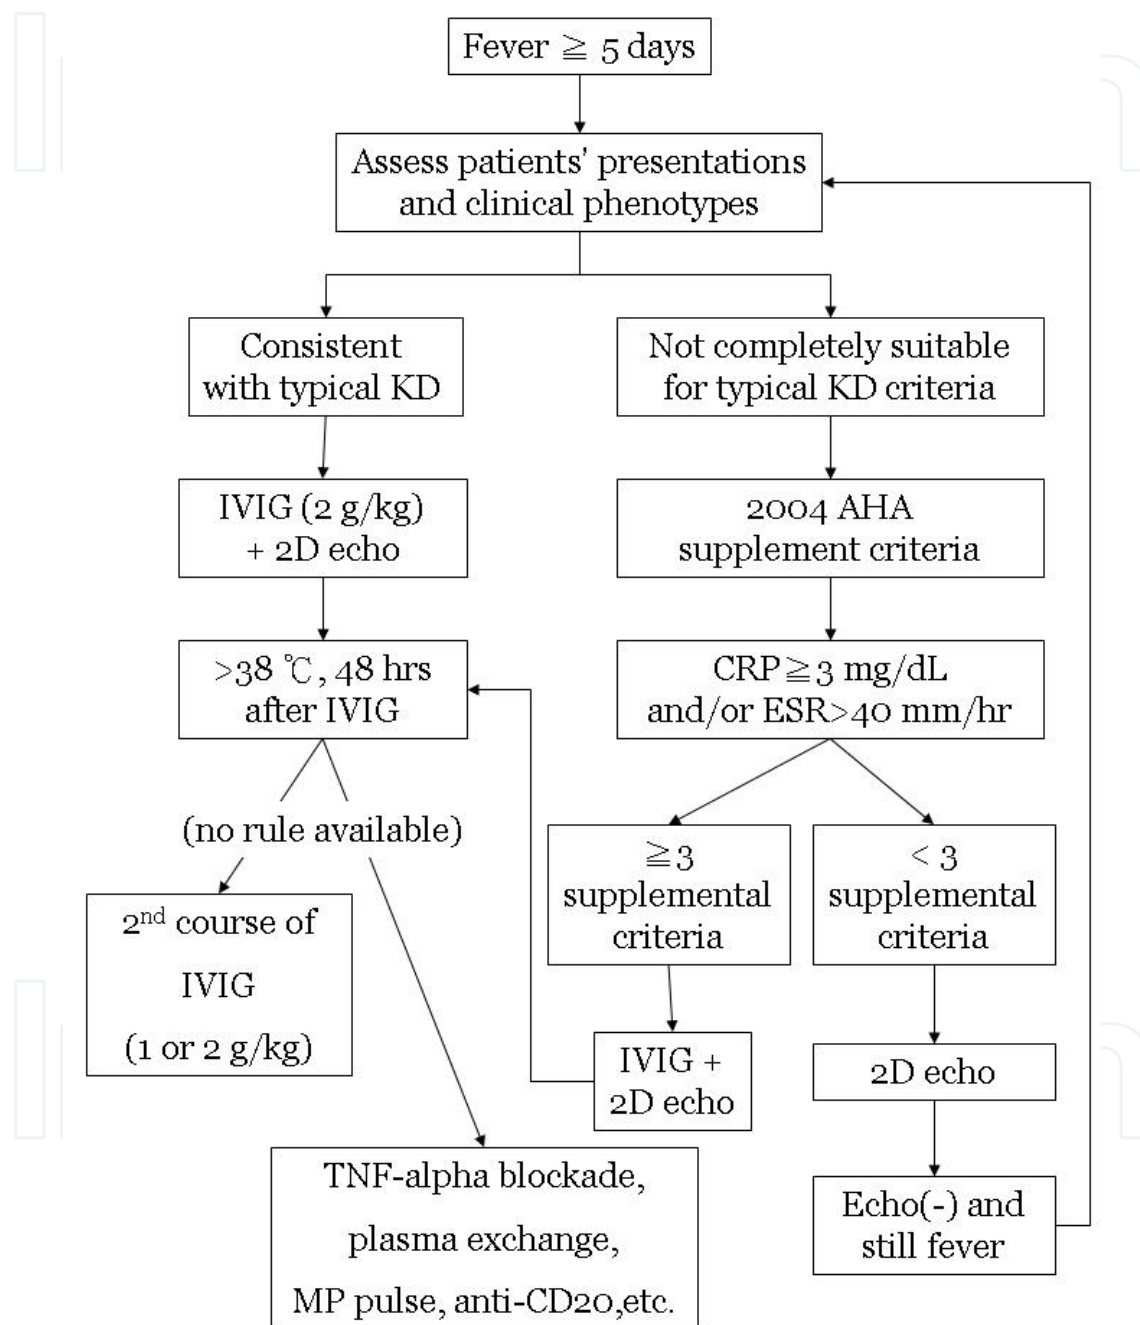 Fever ≧ 5 days
Assess patients' presentations
and clinical phenotypes
Consistent
with typical KD
Not completely suitable
for typical KD criteria
IVIG (2 g/kg)
+ 2D echo
2004 AHA
supplement criteria
>38 ℃, 48 hrs
after IVIG
CRP≧3 mg/dL
and/or ESR>40 mm/hr
(no rule available)
≧3
supplemental
criteria
< 3
supplemental
criteria
2nd course of
IVIG
(1 or 2 g/kg)
IVIG +
2D echo
2D echo
TNF-alpha blockade,
plasma exchange,
MP pulse, anti-CD20,etc.
Echo(-) and
still fever